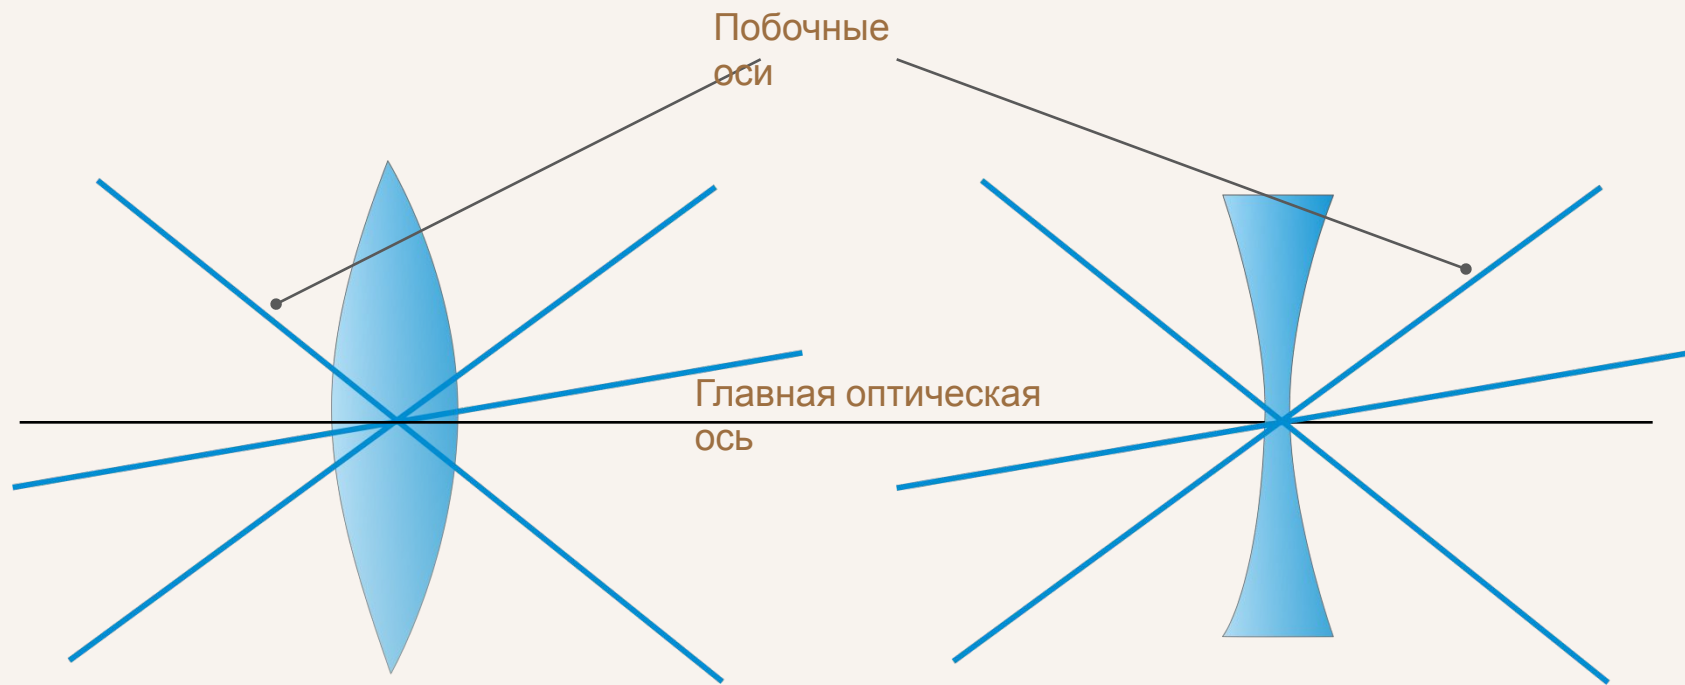 Побочные
оси
Главная оптическая
ось